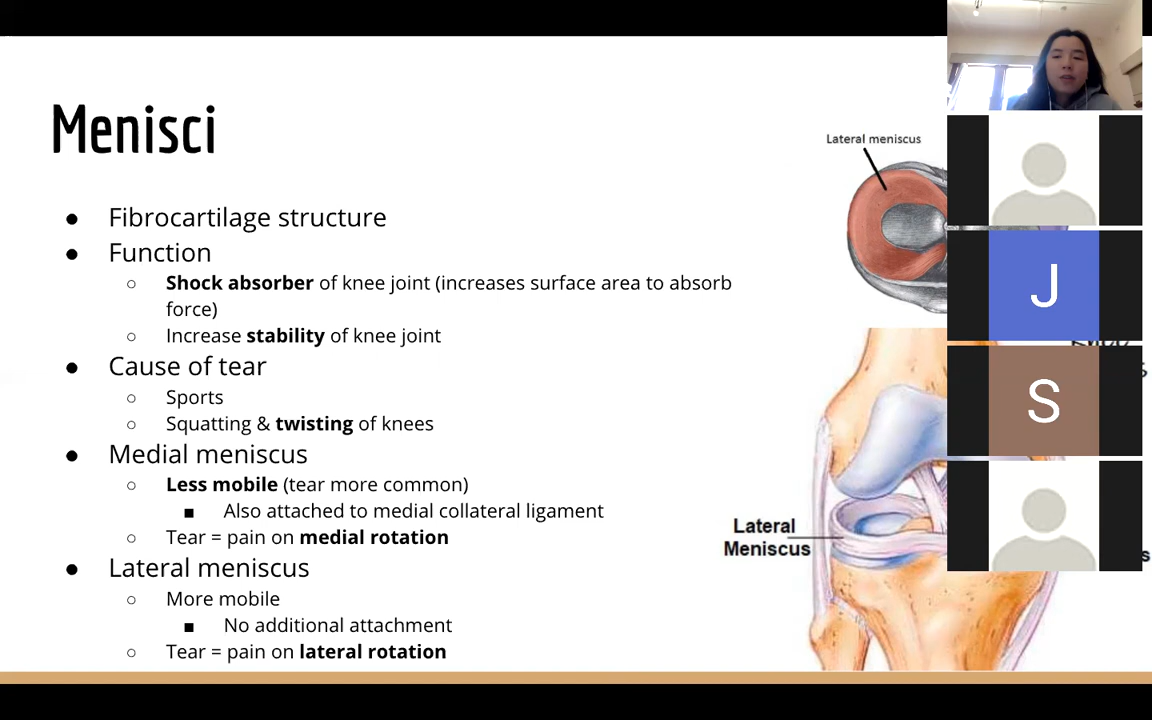 Menisci
Lateral meniscus
● Fibrocartilage structure
● Function
○ Shock absorber of knee joint (increases surface area to absorb
force)
○ Increase stability of knee joint
● Cause of tear
○ Sports
○ Squatting & twisting of knees
● Medial meniscus
○ Less mobile (tear more common)
■ Also attached to medial collateral ligament
○ Tear = pain on medial rotation
● Lateral meniscus
○ More mobile
■ No additional attachment
○ Tear = pain on lateral rotation
Lateral
Meniscus
J
S